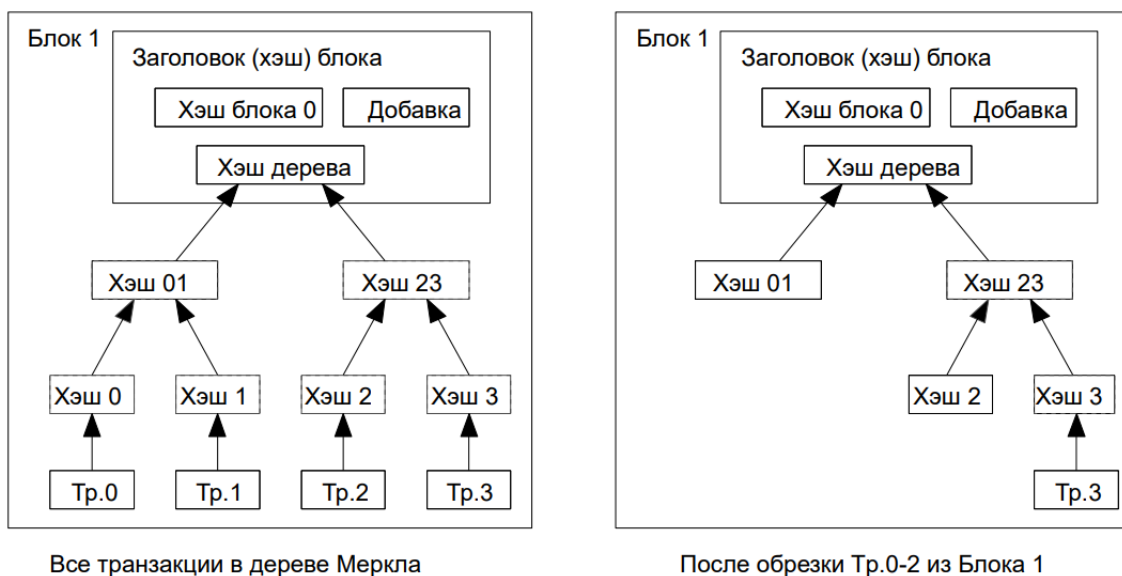 Блок 1
Заголовок (хэш) блока
Хэш блока 0
Добавка
Хэш дерева
Хэш 01
Хэш 23
Хэш 0
Хэш 1
Хэш 2
Хэш 3
Тр.0
Тр.1
Тр.2
Тр.3
Все транзакции в дереве Меркла
Блок 1
Заголовок (хэш) блока
Хэш блока 0
Добавка
Хэш дерева
Хэш 01
Хэш 23
Хэш 2
Хэш 3
Тр.3
После обрезки Тр.0-2 из Блока 1